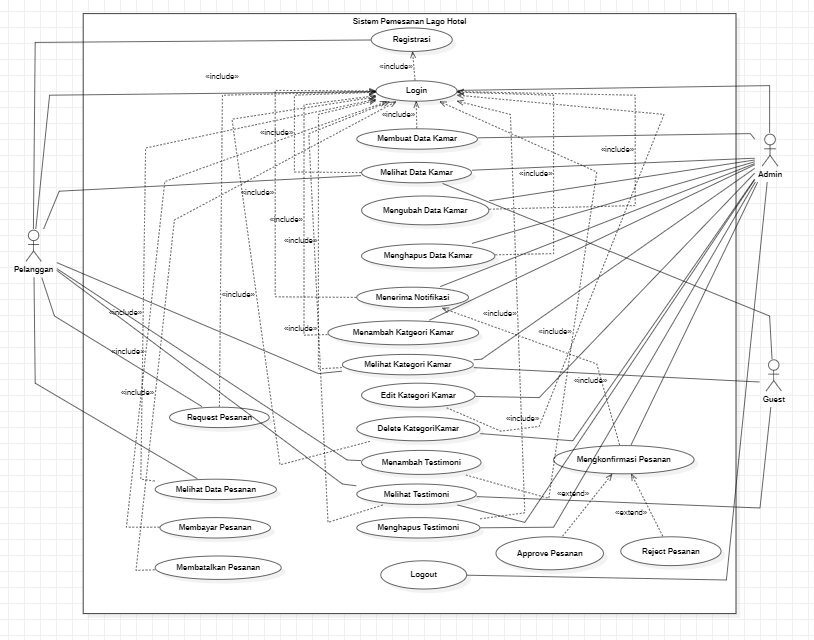 Sistem Pemesanan Lago Hotel
Registrasi
«include»
«include»
Login
«include»
«include»
Membuat Data Kamar
«include»
Melihat Data Kamar
«include»
Admin
«include»
Mengubah Data Kamar
«include»
«include»
Pelanggan
Menghapus Data Kamar
«include»
Menerima Notifikasi
«include»
«include»
«include»
Menambah Katgeori Kamar
«include»
«include»
Melihat Kategori Kamar
«include»
«include»
Edit Kategori Kamar
Guest
Request Pesanan
«include»
Delete KategoriKamar
Menambah Testimoni
Mengkonfirmasi Pesanan
Melihat Data Pesanan
Melihat Testimoni
«extend»
«extend»
Membayar Pesanan
Menghapus Testimoni
Approve Pesanan
Reject Pesanan
Membatalkan Pesanan
Logout